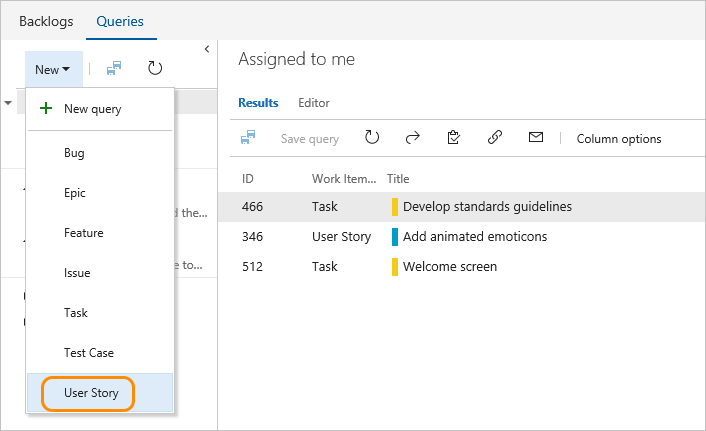 Backlogs Queries
New
New query
Bug
Epic
Feature
Issue
Task
Test Case
User Story
d the...
e to...
Assigned to me
Results Editor
Save query Column options
ID Work Item... Title
466 Task Develop standards guidelines
346 User Story Add animated emoticons
512 Task Welcome screen